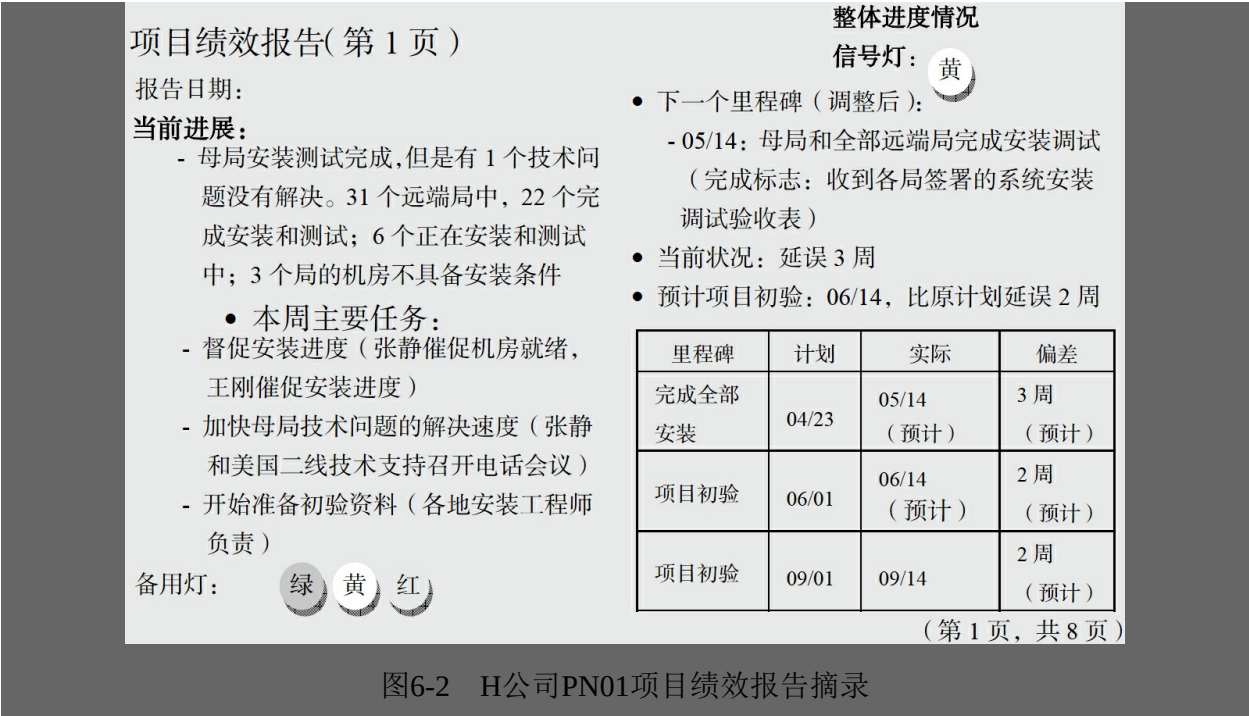 项目绩效报告(第1页)
报告日期:
当前进展:
- 母局安装测试完成,但是有1个技术问
题没有解决。31个远端局中,22个完
成安装和测试;6个正在安装和测试
中;3个局的机房不具备安装条件
● 本周主要任务:
- 督促安装进度(张静催促机房就绪,
王刚催促安装进度)
- 加快母局技术问题的解决速度(张静
和美国二线技术支持召开电话会议)
- 开始准备初验资料(各地安装工程师
负责)
备用灯: 绿 黄 红
整体进度情况
信号灯: 黄
● 下一个里程碑(调整后):
- 05/14:母局和全部远端局完成安装调试
(完成标志:收到各局签署的系统安装
调试验收表)
● 当前状况:延误3周
● 预计项目初验:06/14,比原计划延误2周
里程碑 计划 实际 偏差
完成全部
安装 04/23 05/14
(预计) 3周
(预计)
项目初验 06/01 06/14
(预计) 2周
(预计)
项目初验 09/01 09/14 2周
(预计)
(第1页,共8页)
图6-2 H公司PN01项目绩效报告摘录